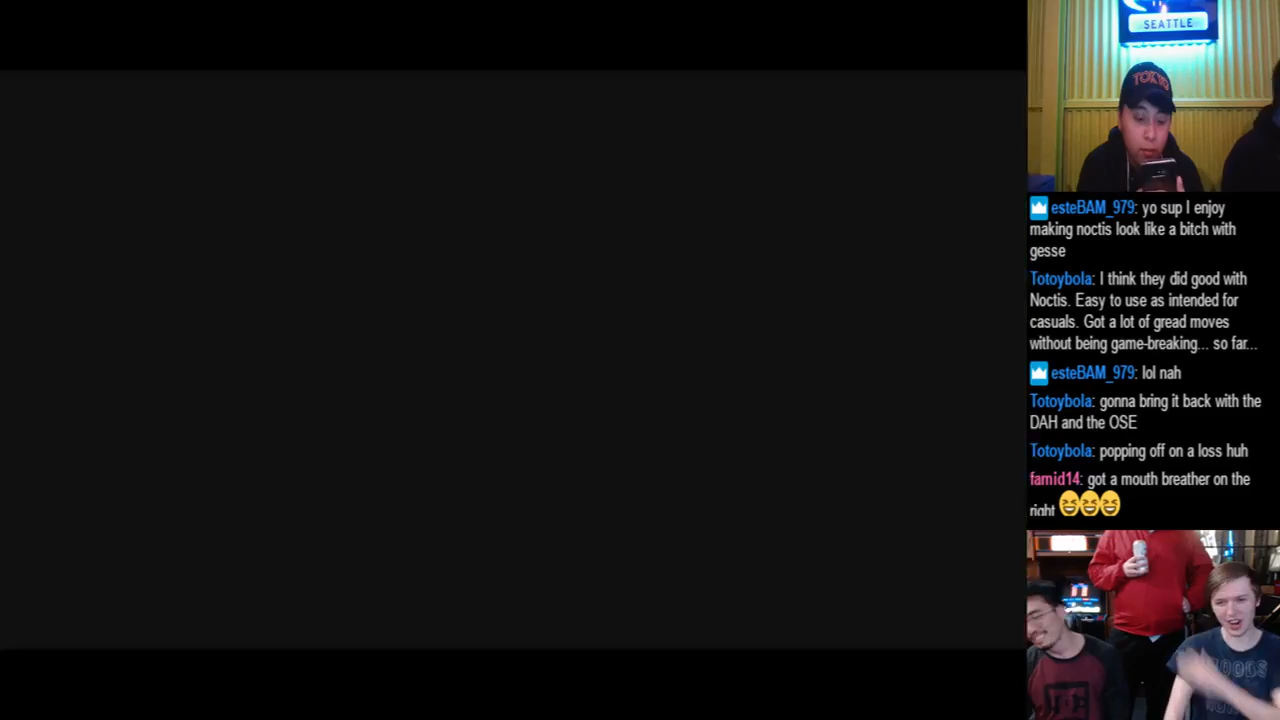 SEATTLE
TOKYO
esteBAM_979: yo sup I enjoy
making noctis look like a bitch with
gesse
Totoybola: I think they did good with
Noctis. Easy to use as intended for
casuals. Got a lot of gread moves
without being game-breaking... so far...
esteBAM_979: lol nah
Totoybola: gonna bring it back with the
DAH and the OSE
Totoybola: popping off on a loss huh
famid14: got a mouth breather on the
right